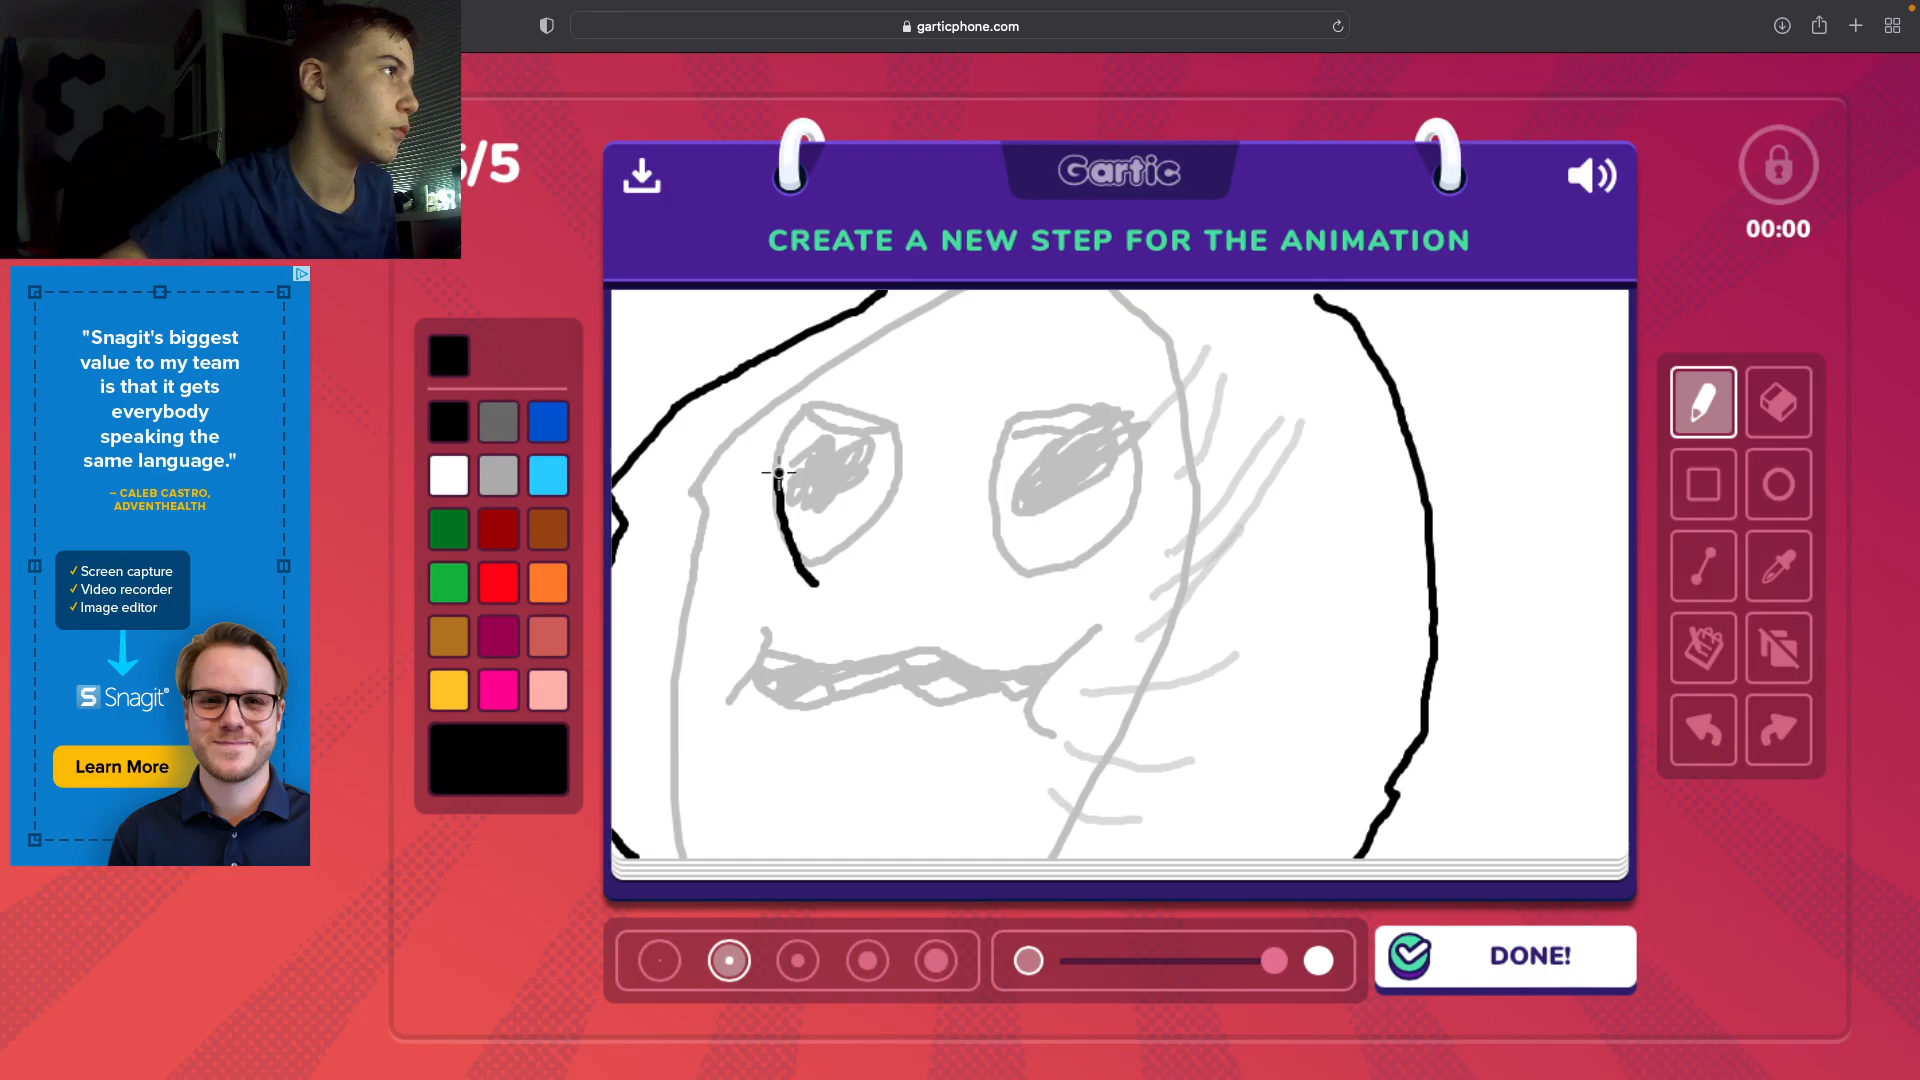 garticphone.com
/5
Gartic
CREATE A NEW STEP FOR THE ANIMATION
00:00
"Snagit's biggest
value to my team
is that it gets
everybody
speaking the
same language."
– CALEB CASTRO,
ADVENTHEALTH
✓ Screen capture
✓ Video recorder
✓ Image editor
S Snagit®
Learn More
DONE!